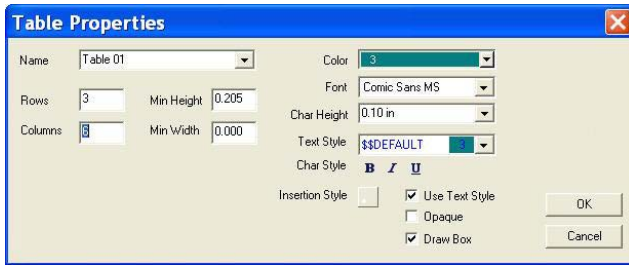 Table Properties
Name Table 01
Color 3
Font Comic Sans MS
Rows 3 Min Height 0.205
Char Height 0.10 in
Columns 6 Min Width 0.000
Text Style $$DEFAULT 3
Char Style B I U
Insertion Style
Use Text Style
Opaque
Draw Box
OK
Cancel